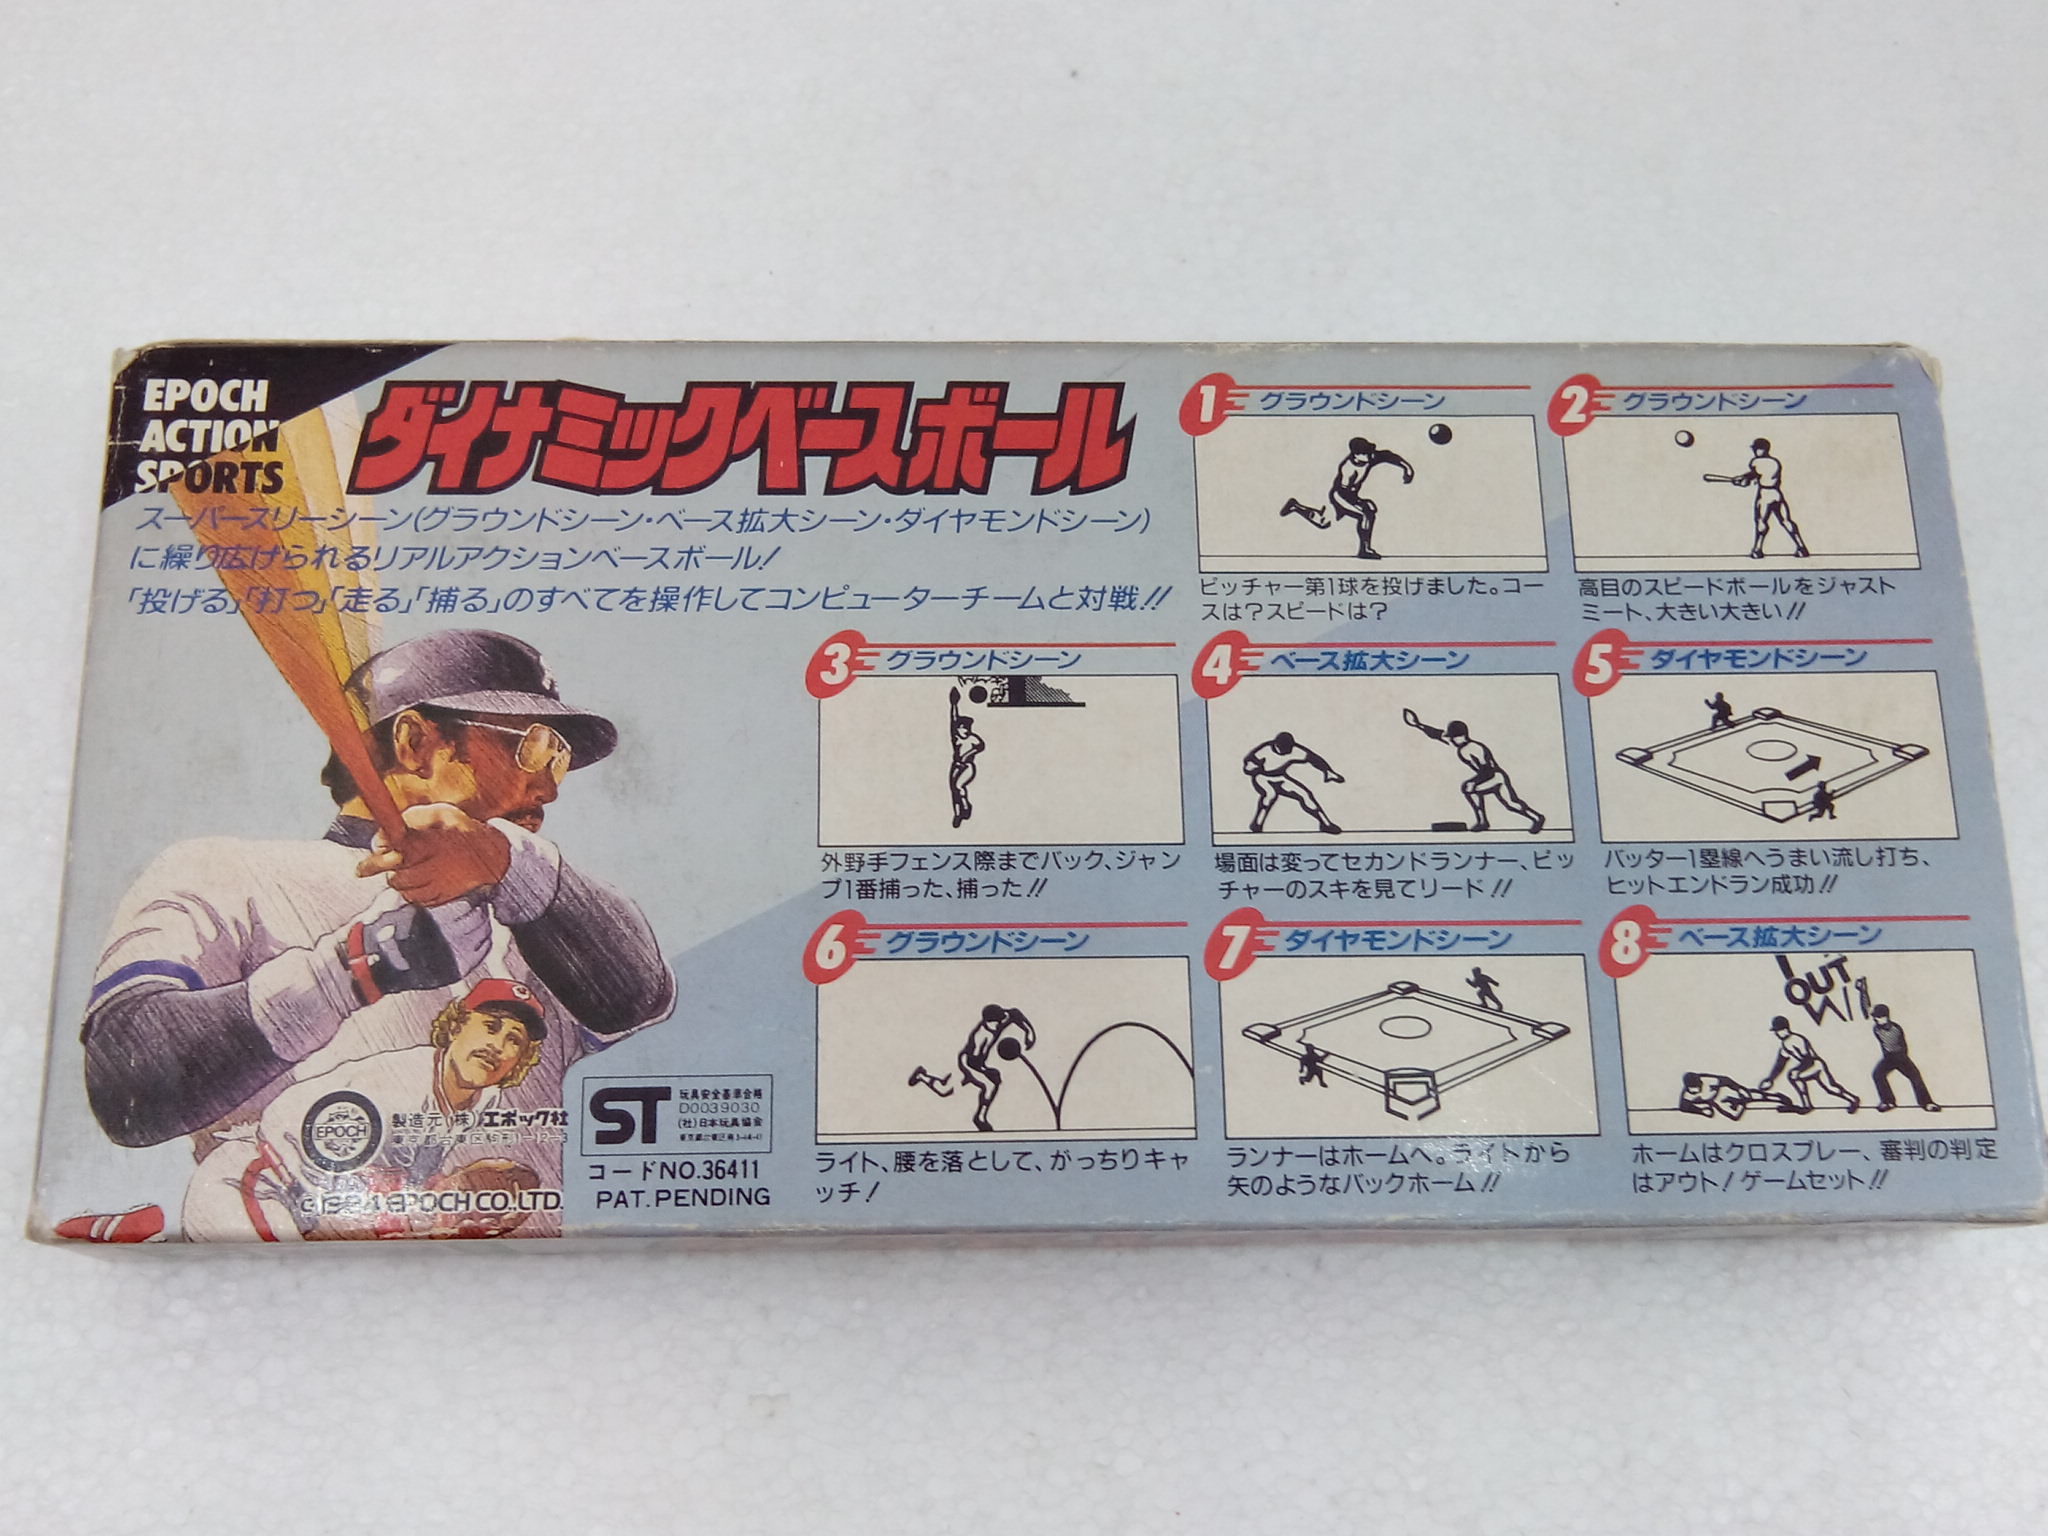 EPOCH
ACTION
SPORTS
ダイナミックベースボール
スーパースリーシーン(グラウンドシーン・ベース拡大シーン・ダイヤモンドシーン)
に繰り広げられるリアルアクションベースボール!
「投げる」「打つ」「走る」「捕る」のすべてを操作してコンピューターチームと対戦!!
1 グラウンドシーン
ピッチャー第1球を投げました。コー
スは?スピードは?
2 グラウンドシーン
高目のスピードボールをジャスト
ミート、大きい大きい!!
3 グラウンドシーン
外野手フェンス際までバック、ジャン
プ1番捕った、捕った!!
4 ベース拡大シーン
場面は変ってセカンドランナー、ピッ
チャーのスキを見てリード!!
5 ダイヤモンドシーン
バッター1塁線へうまい流し打ち、
ヒットエンドラン成功!!
6 グラウンドシーン
ライト、腰を落として、がっちりキャ
ッチ!
7 ダイヤモンドシーン
ランナーはホームへ。ライトから
矢のようなバックホーム!!
8 ベース拡大シーン
OUT
ホームはクロスプレー、審判の判定
はアウト!ゲームセット!!
EPOCH
製造元(株)エポック社
東京都台東区駒形1-12-3
©1984 EPOCH CO.,LTD.
ST
玩具安全基準合格
D0039030
(社)日本玩具協会
コードNO.36411
PAT.PENDING